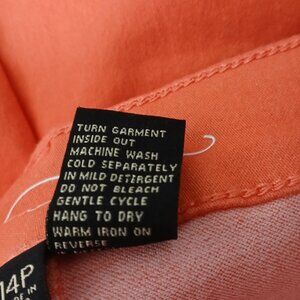 TURN GARMENT
INSIDE OUT
MACHINE WASH
COLD SEPARATELY
IN MILD DETERGENT
DO NOT BLEACH
GENTLE CYCLE
HANG TO DRY
WARM IRON ON
REVERSE
14P